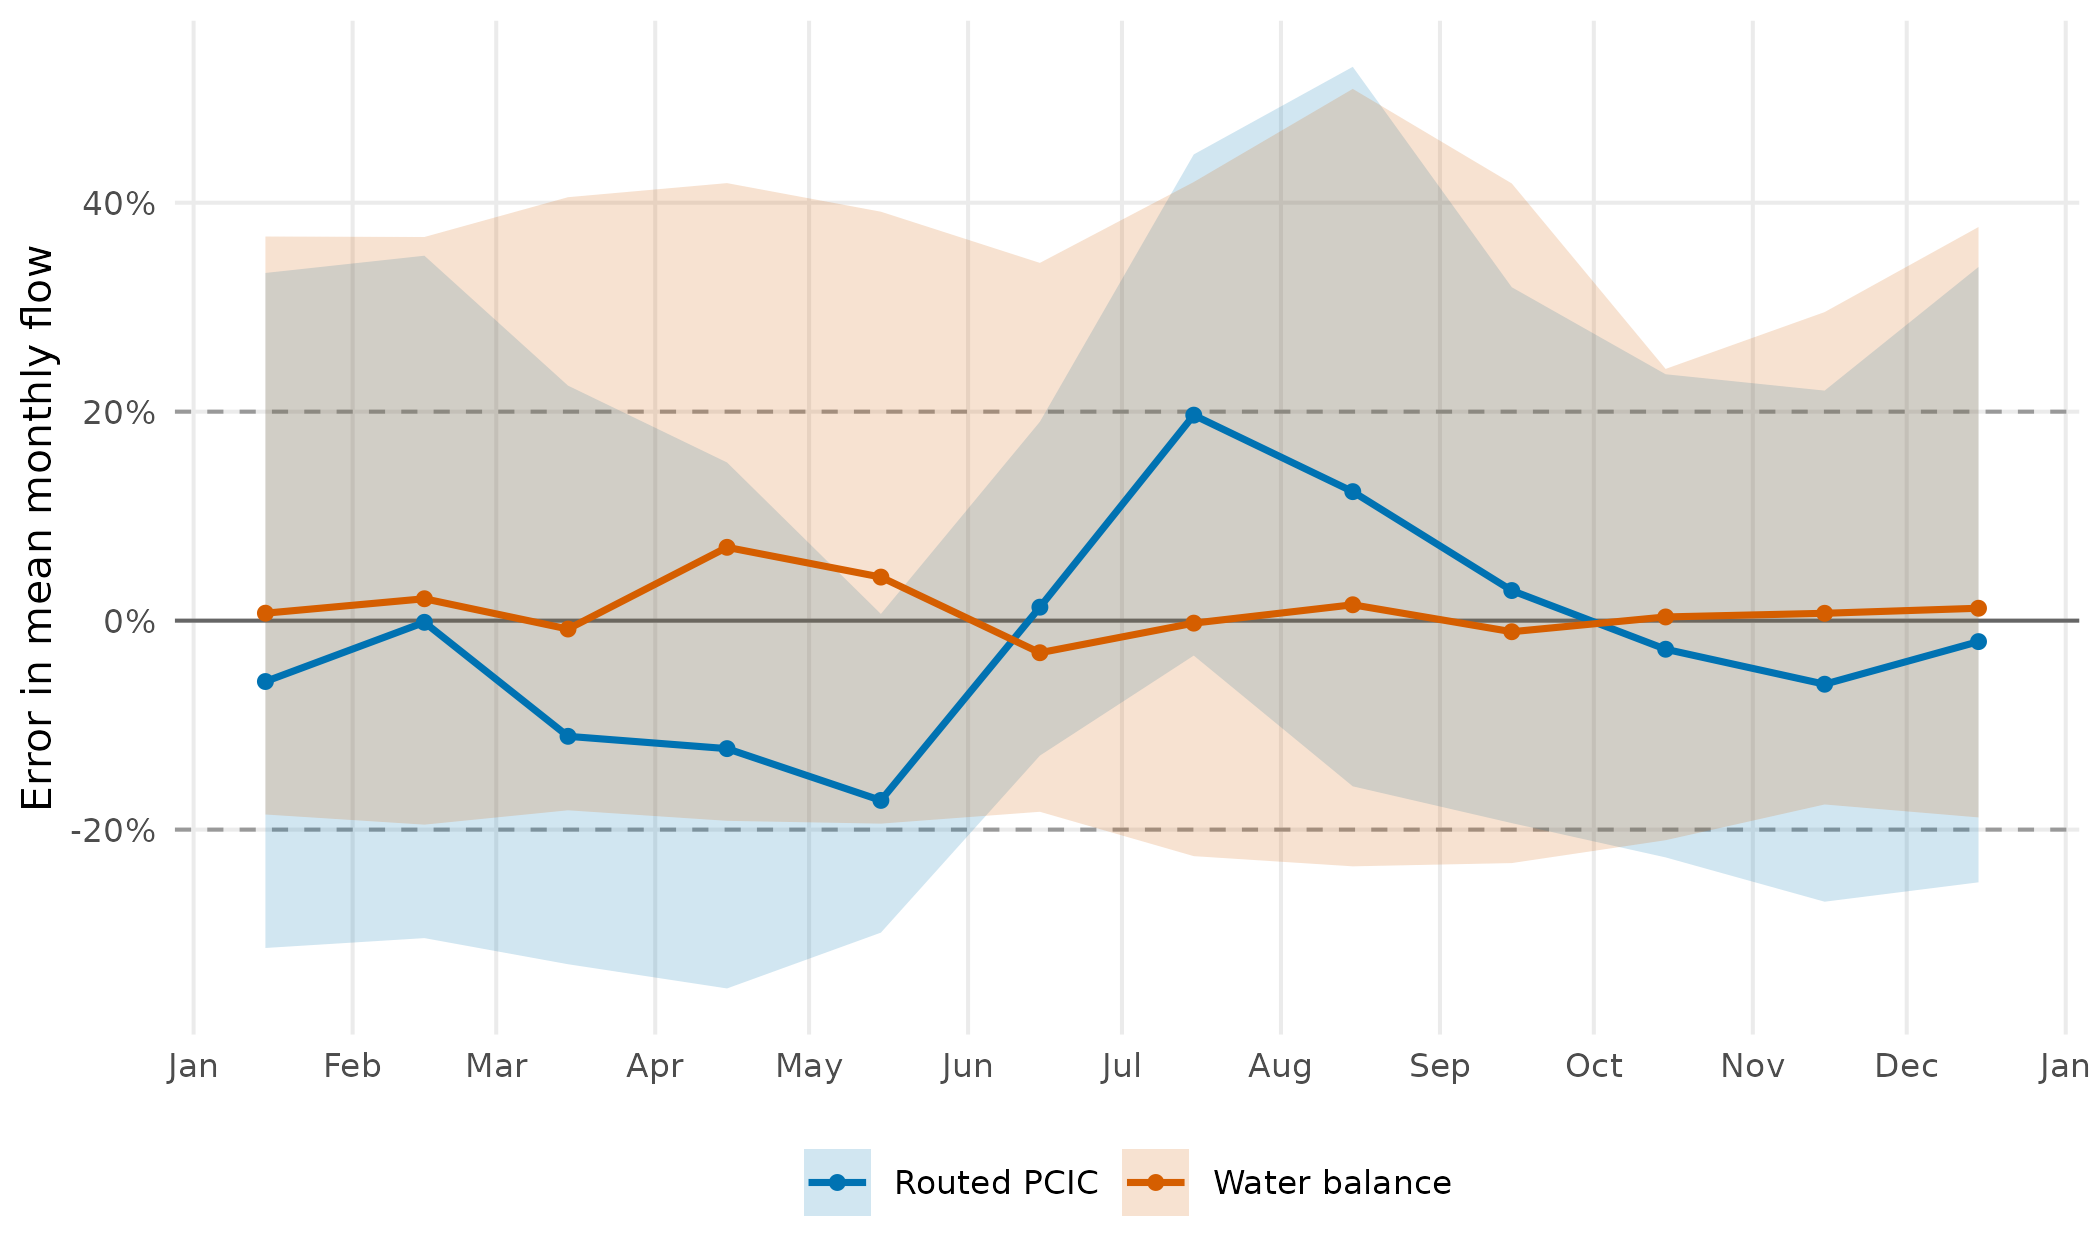 Error in mean monthly flow
40%
20%
0%
-20%
Jan Feb Mar Apr May Jun Jul Aug Sep Oct Nov Dec Jan
Routed PCIC Water balance